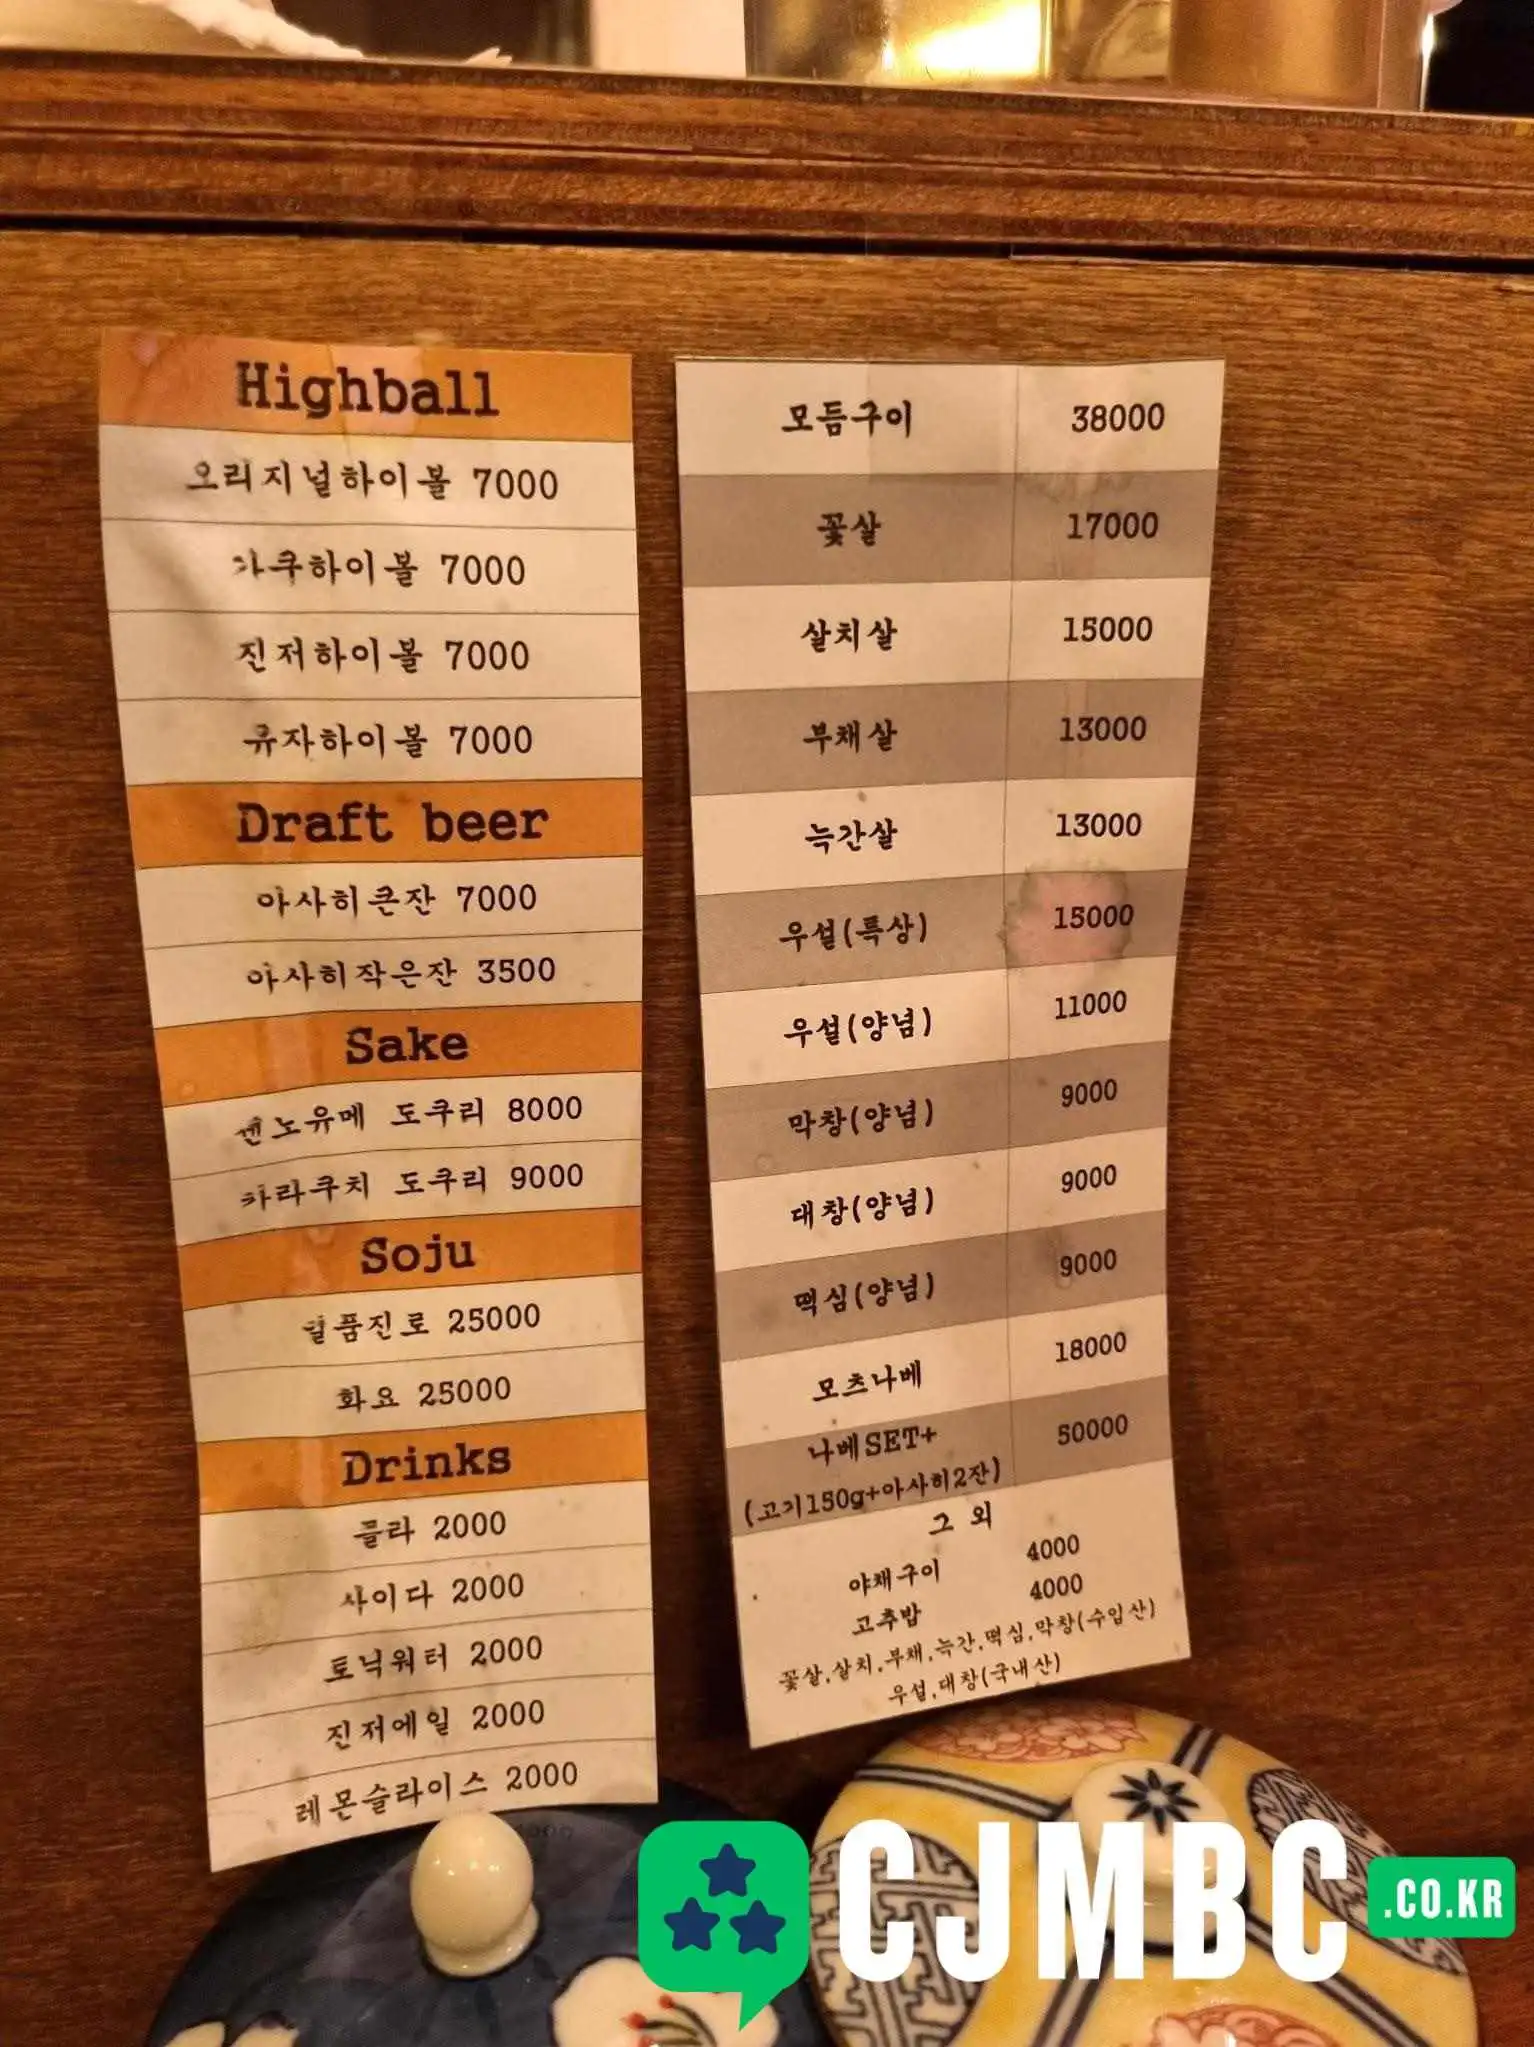 Highball
오리지널하이볼 7000
가쿠하이볼 7000
진저하이볼 7000
유자하이볼 7000
Draft beer
아사히큰잔 7000
아사히작은잔 3500
Sake
센노유메 도쿠리 8000
카라쿠치 도쿠리 9000
Soju
일품진로 25000
화요 25000
Drinks
콜라 2000
사이다 2000
토닉워터 2000
진저에일 2000
레몬슬라이스 2000
모듬구이 38000
꽃살 17000
살치살 15000
부채살 13000
늑간살 13000
우설(특상) 15000
우설(양념) 11000
막창(양념) 9000
대창(양념) 9000
떡심(양념) 9000
모츠나베 18000
나베SET+ 50000
(고기150g+아사히2잔)
그 외
야채구이 4000
고추밥 4000
꽃살,살치,부채,늑간,떡심,막창(수입산)
우설,대창(국내산)
CJMBC.CO.KR